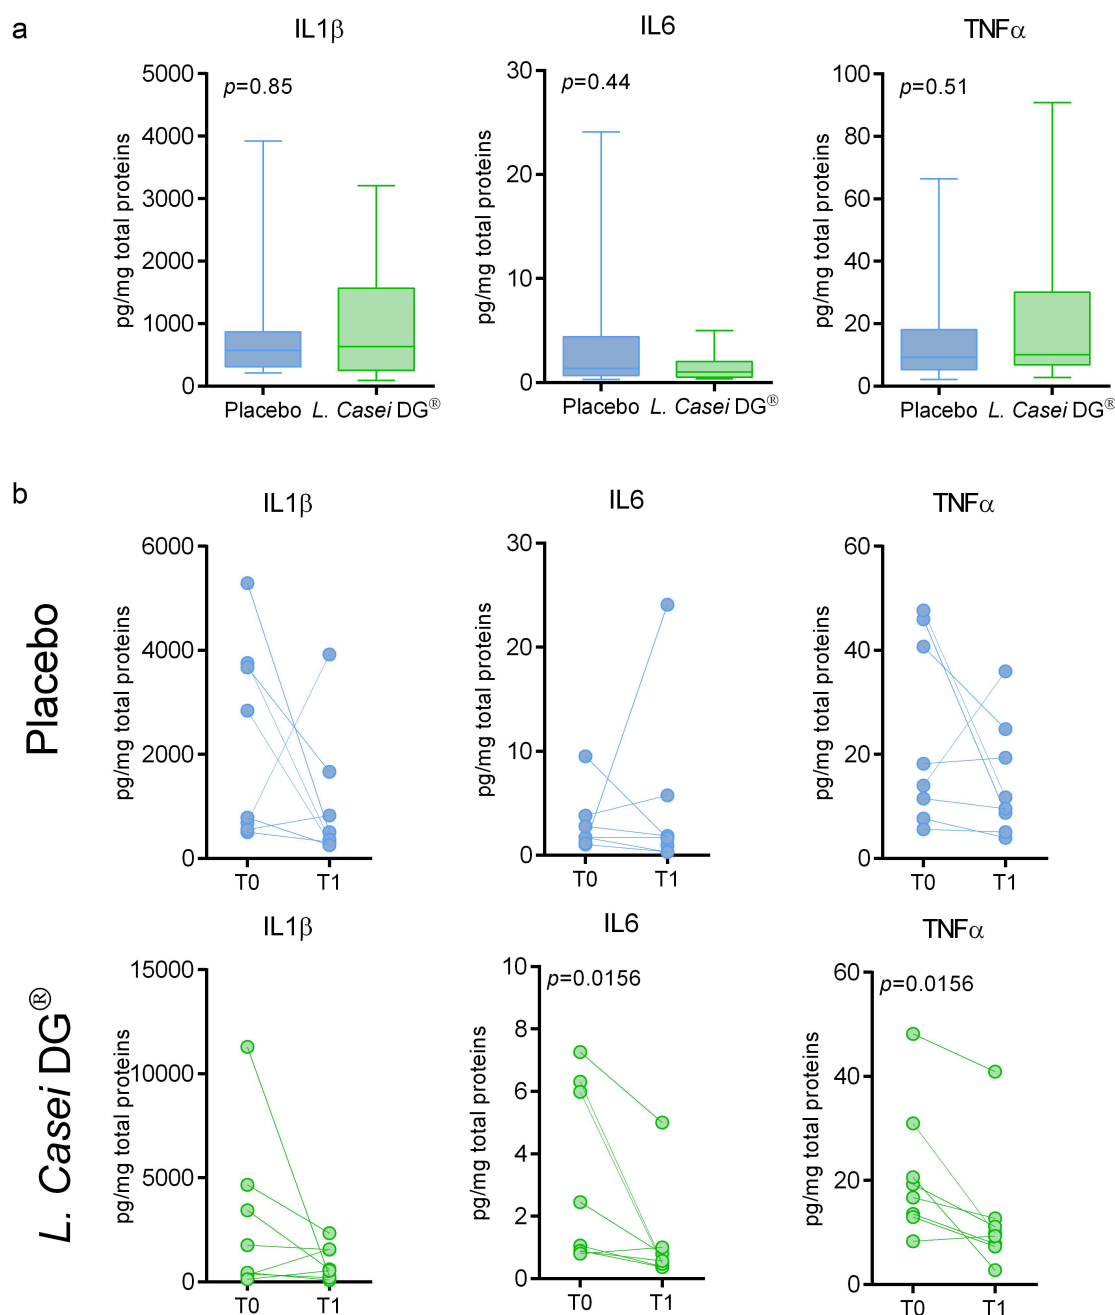 a
IL1β
IL6
TNFα
pg/mg total proteins
5000
4000
3000
2000
1000
0
p=0.85
Placebo
L. Casei DG®
pg/mg total proteins
30
20
10
0
p=0.44
Placebo
L. Casei DG®
pg/mg total proteins
100
80
60
40
20
0
p=0.51
Placebo
L. Casei DG®
b
Placebo
IL1β
IL6
TNFα
pg/mg total proteins
6000
4000
2000
0
T0
T1
pg/mg total proteins
30
20
10
0
T0
T1
pg/mg total proteins
60
40
20
0
T0
T1
L. Casei DG®
IL1β
IL6
TNFα
pg/mg total proteins
15000
10000
5000
0
T0
T1
pg/mg total proteins
10
8
6
4
2
0
p=0.0156
T0
T1
pg/mg total proteins
60
40
20
0
p=0.0156
T0
T1